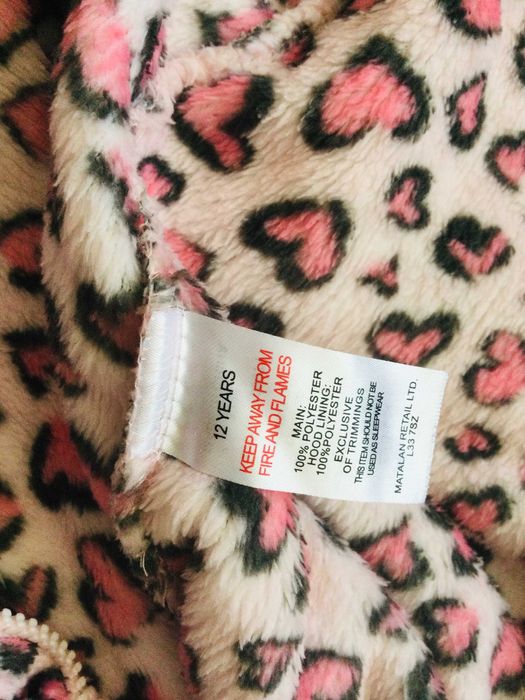 12 YEARS
KEEP AWAY FROM
FIRE AND FLAMES
MAIN:
100% POLYESTER
HOOD LINING:
100%POLYESTER
EXCLUSIVE
OF TRIMMINGS
THIS ITEM SHOULD NOT BE
USED AS SLEEPWEAR
MATALAN RETAIL LTD.
L33 7SZ